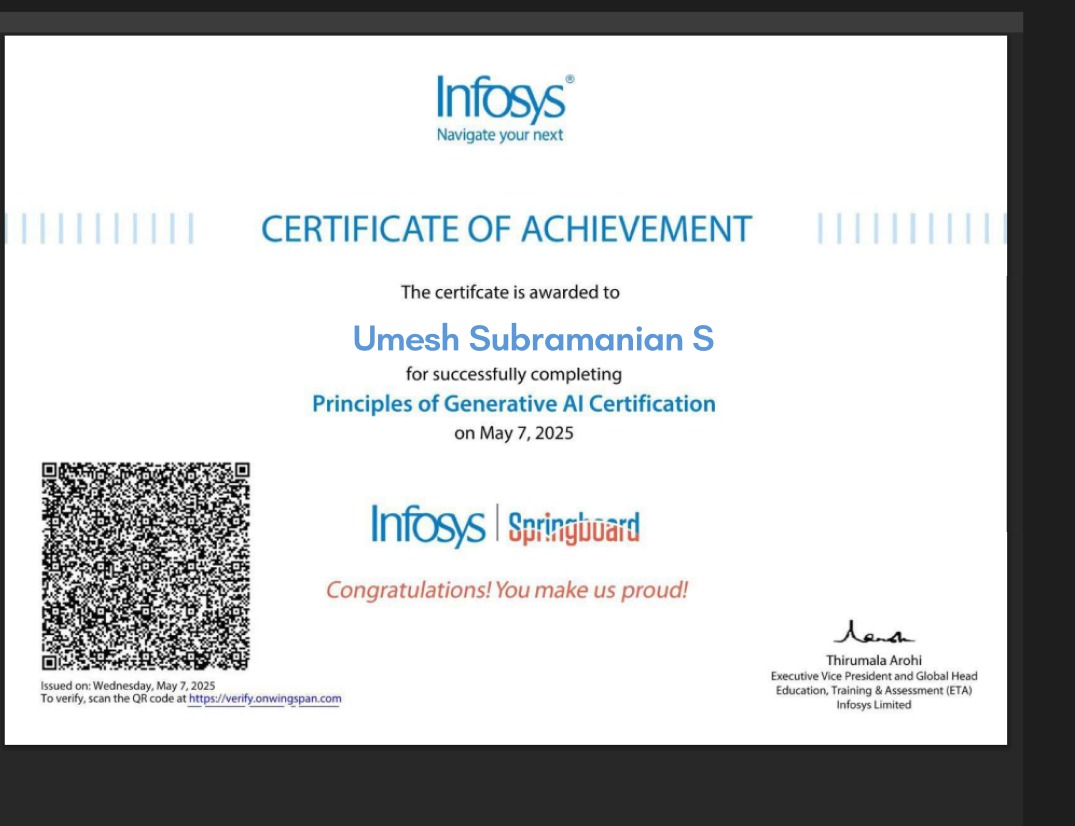 Infosys®
Navigate your next
CERTIFICATE OF ACHIEVEMENT
The certifcate is awarded to
Umesh Subramanian S
for successfully completing
Principles of Generative AI Certification
on May 7, 2025
Infosys | Springboard
Congratulations! You make us proud!
Issued on: Wednesday, May 7, 2025
To verify, scan the QR code at https://verify.onwingspan.com
Thirumala Arohi
Executive Vice President and Global Head
Education, Training & Assessment (ETA)
Infosys Limited